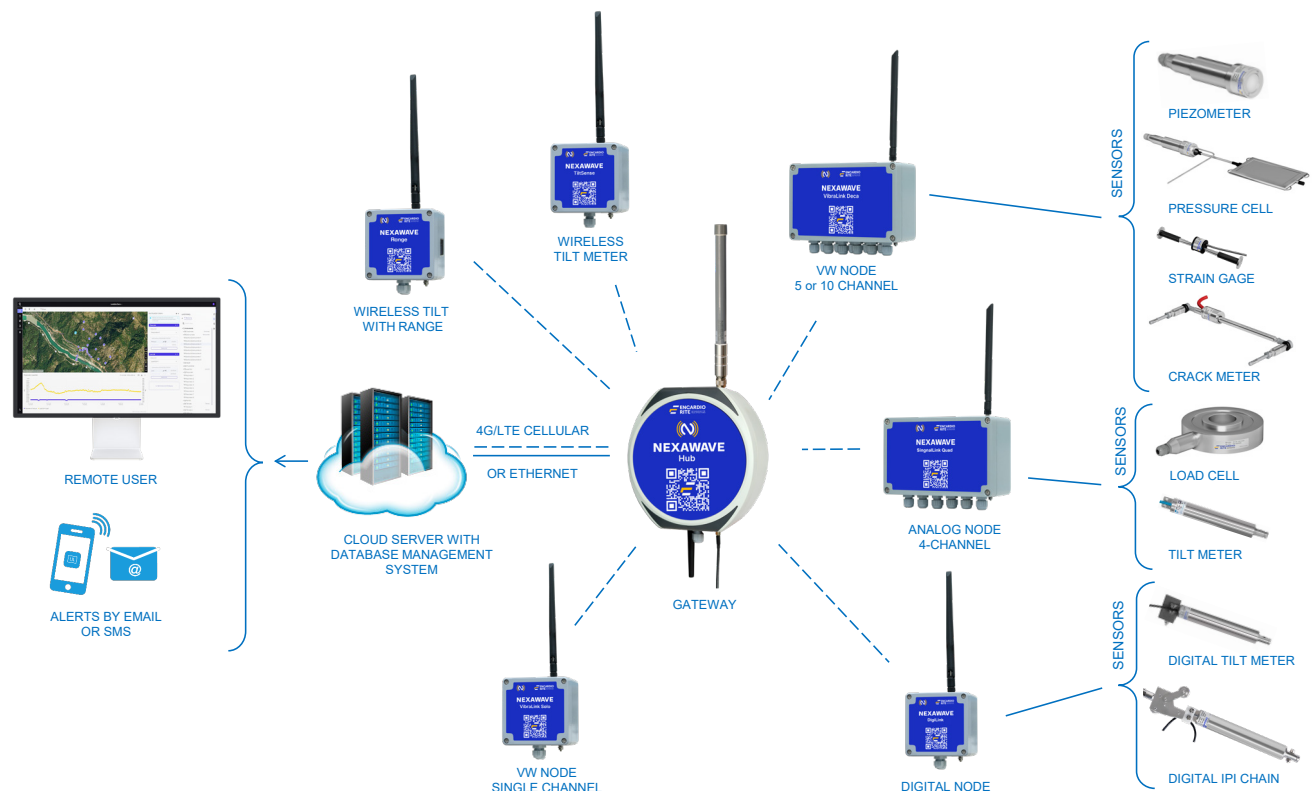 NEXAWAVE
Range
WIRELESS TILT
WITH RANGE
NEXAWAVE
TiltSense
WIRELESS
TILT METER
ENCARDIO
RITE
NEXAWAVE
VibraLink Deca
VW NODE
5 or 10 CHANNEL
SENSORS
PIEZOMETER
PRESSURE CELL
STRAIN GAGE
CRACK METER
REMOTE USER
ALERTS BY EMAIL
OR SMS
@
CLOUD SERVER WITH
DATABASE MANAGEMENT
SYSTEM
4G/LTE CELLULAR
OR ETHERNET
ENCARDIO
RITE
NEXAWAVE
Hub
GATEWAY
NEXAWAVE
SingnalLink Quad
ANALOG NODE
4-CHANNEL
SENSORS
LOAD CELL
TILT METER
NEXAWAVE
VibraLink Solo
VW NODE
SINGLE CHANNEL
NEXAWAVE
DigiLink
DIGITAL NODE
SENSORS
DIGITAL TILT METER
DIGITAL IPI CHAIN